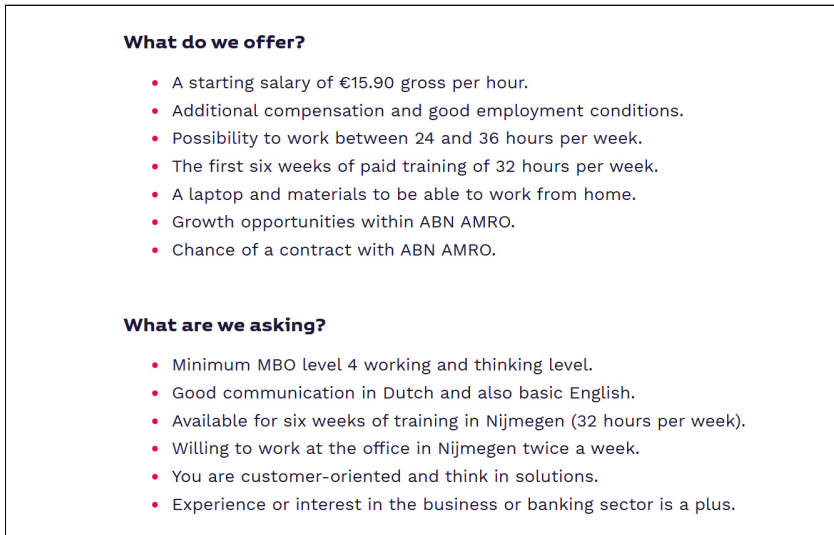 What do we offer?
• A starting salary of €15.90 gross per hour.
• Additional compensation and good employment conditions.
• Possibility to work between 24 and 36 hours per week.
• The first six weeks of paid training of 32 hours per week.
• A laptop and materials to be able to work from home.
• Growth opportunities within ABN AMRO.
• Chance of a contract with ABN AMRO.
What are we asking?
• Minimum MBO level 4 working and thinking level.
• Good communication in Dutch and also basic English.
• Available for six weeks of training in Nijmegen (32 hours per week).
• Willing to work at the office in Nijmegen twice a week.
• You are customer-oriented and think in solutions.
• Experience or interest in the business or banking sector is a plus.